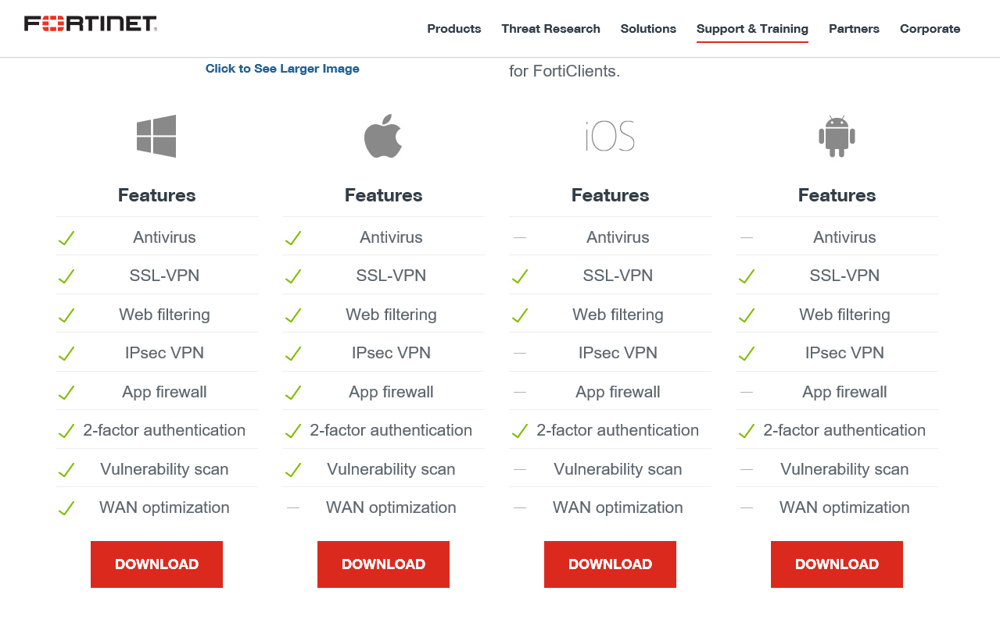 FORTINET
Products Threat Research Solutions Support & Training Partners Corporate
Click to See Larger Image
for FortiClients.
iOS
Features Features Features Features
Antivirus Antivirus Antivirus Antivirus
SSL-VPN SSL-VPN SSL-VPN SSL-VPN
Web filtering Web filtering Web filtering Web filtering
IPsec VPN IPsec VPN IPsec VPN IPsec VPN
App firewall App firewall App firewall App firewall
2-factor authentication 2-factor authentication 2-factor authentication 2-factor authentication
Vulnerability scan Vulnerability scan Vulnerability scan Vulnerability scan
WAN optimization WAN optimization WAN optimization WAN optimization
DOWNLOAD DOWNLOAD DOWNLOAD DOWNLOAD